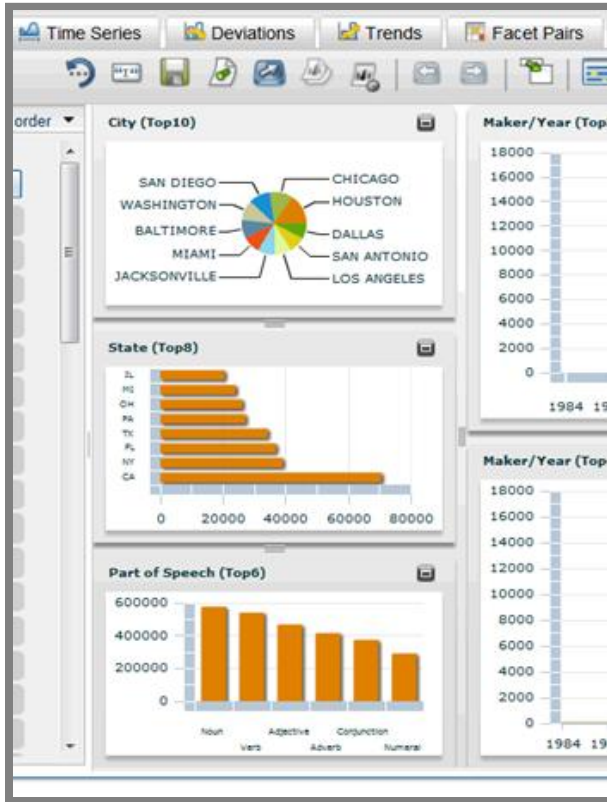 Time Series
Deviations
Trends
Facet Pairs
order
City (Top10)
SAN DIEGO
WASHINGTON
BALTIMORE
MIAMI
JACKSONVILLE
CHICAGO
HOUSTON
DALLAS
SAN ANTONIO
LOS ANGELES
State (Top8)
IL
MI
OH
PA
TX
FL
NY
CA
0 20000 40000 60000 80000
Part of Speech (Top6)
600000
400000
200000
0
Noun Adjective Conjunction
Verb Adverb Numeral
Maker/Year (Top
18000
16000
14000
12000
10000
8000
6000
4000
2000
0
1984 19
Maker/Year (Top
18000
16000
14000
12000
10000
8000
6000
4000
2000
0
1984 19